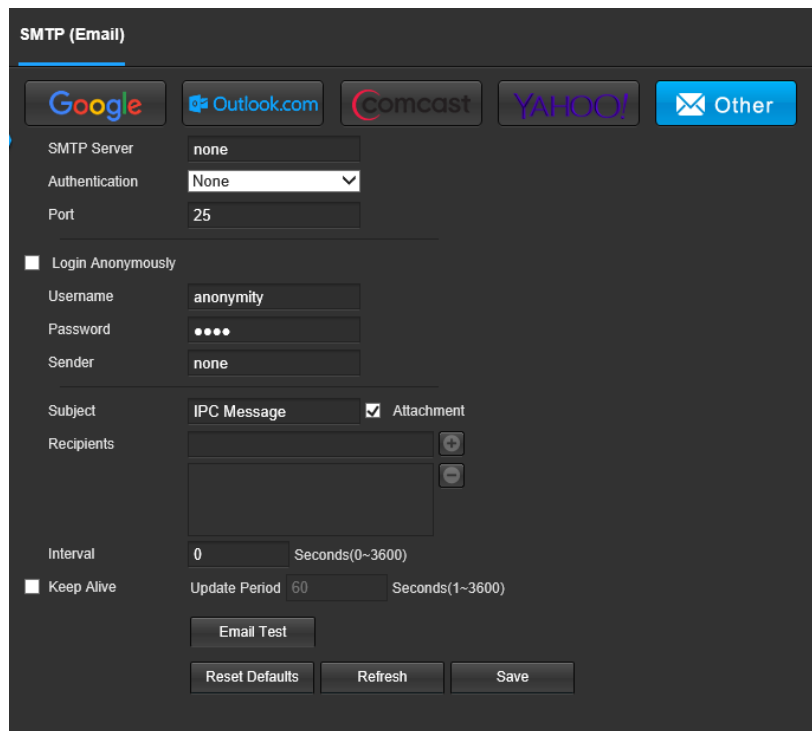 SMTP (Email)
Google Outlook.com comcast YAHOO! Other
SMTP Server none
Authentication None
Port 25
Login Anonymously
Username anonymity
Password ••••
Sender none
Subject IPC Message Attachment
Recipients
Interval 0 Seconds(0~3600)
Keep Alive Update Period 60 Seconds(1~3600)
Email Test
Reset Defaults Refresh Save